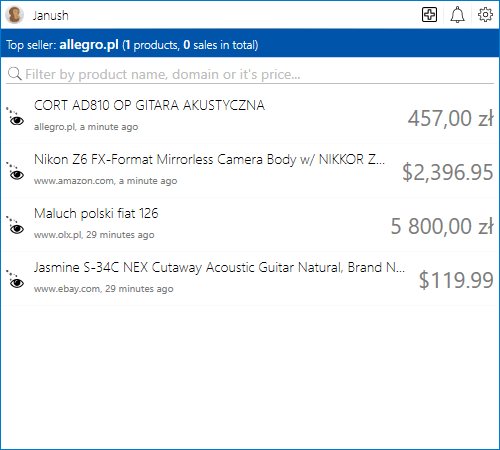 Janush
Top seller: allegro.pl (1 products, 0 sales in total)
Filter by product name, domain or it's price...
CORT AD810 OP GITARA AKUSTYCZNA
457,00 zł
allegro.pl, a minute ago
Nikon Z6 FX-Format Mirrorless Camera Body w/ NIKKOR Z...
$2,396.95
www.amazon.com, a minute ago
Maluch polski fiat 126
5 800,00 zł
www.olx.pl, 29 minutes ago
Jasmine S-34C NEX Cutaway Acoustic Guitar Natural, Brand N...
$119.99
www.ebay.com, 29 minutes ago